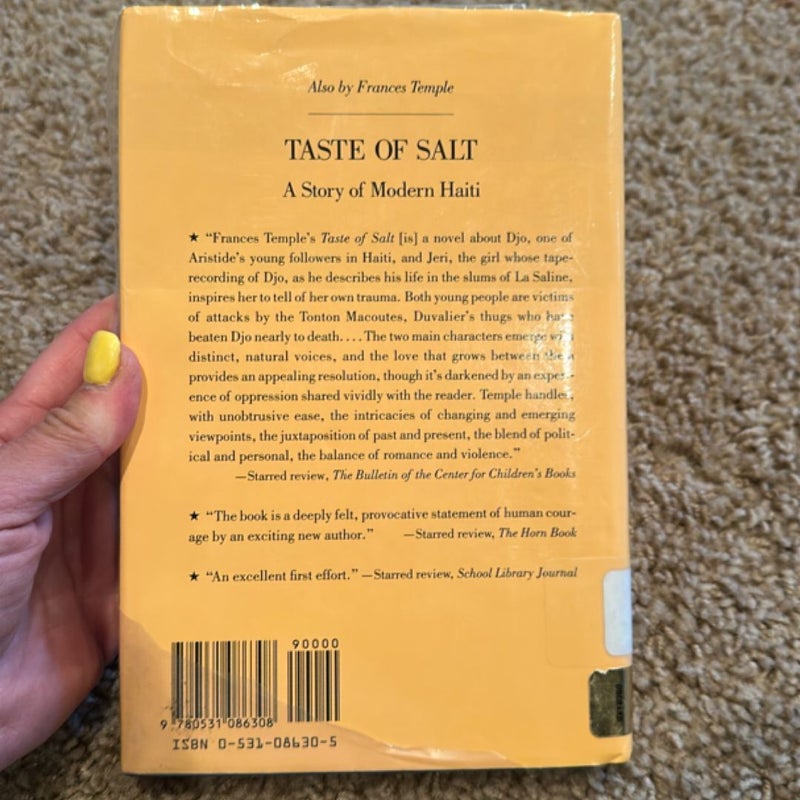 Also by Frances Temple
TASTE OF SALT
A Story of Modern Haiti
★ “Frances Temple’s Taste of Salt [is] a novel about Djo, one of
Aristide’s young followers in Haiti, and Jeri, the girl whose tape-
recording of Djo, as he describes his life in the slums of La Saline,
inspires her to tell of her own trauma. Both young people are victims
of attacks by the Tonton Macoutes, Duvalier’s thugs who have
beaten Djo nearly to death. . . . The two main characters emerge with
distinct, natural voices, and the love that grows between them
provides an appealing resolution, though it’s darkened by an experi-
ence of oppression shared vividly with the reader. Temple handles,
with unobtrusive ease, the intricacies of changing and emerging
viewpoints, the juxtaposition of past and present, the blend of polit-
ical and personal, the balance of romance and violence.”
—Starred review, The Bulletin of the Center for Children’s Books
★ “The book is a deeply felt, provocative statement of human cour-
age by an exciting new author.” —Starred review, The Horn Book
★ “An excellent first effort.” —Starred review, School Library Journal
90000
9 780531 086308
ISBN 0-531-08630-5